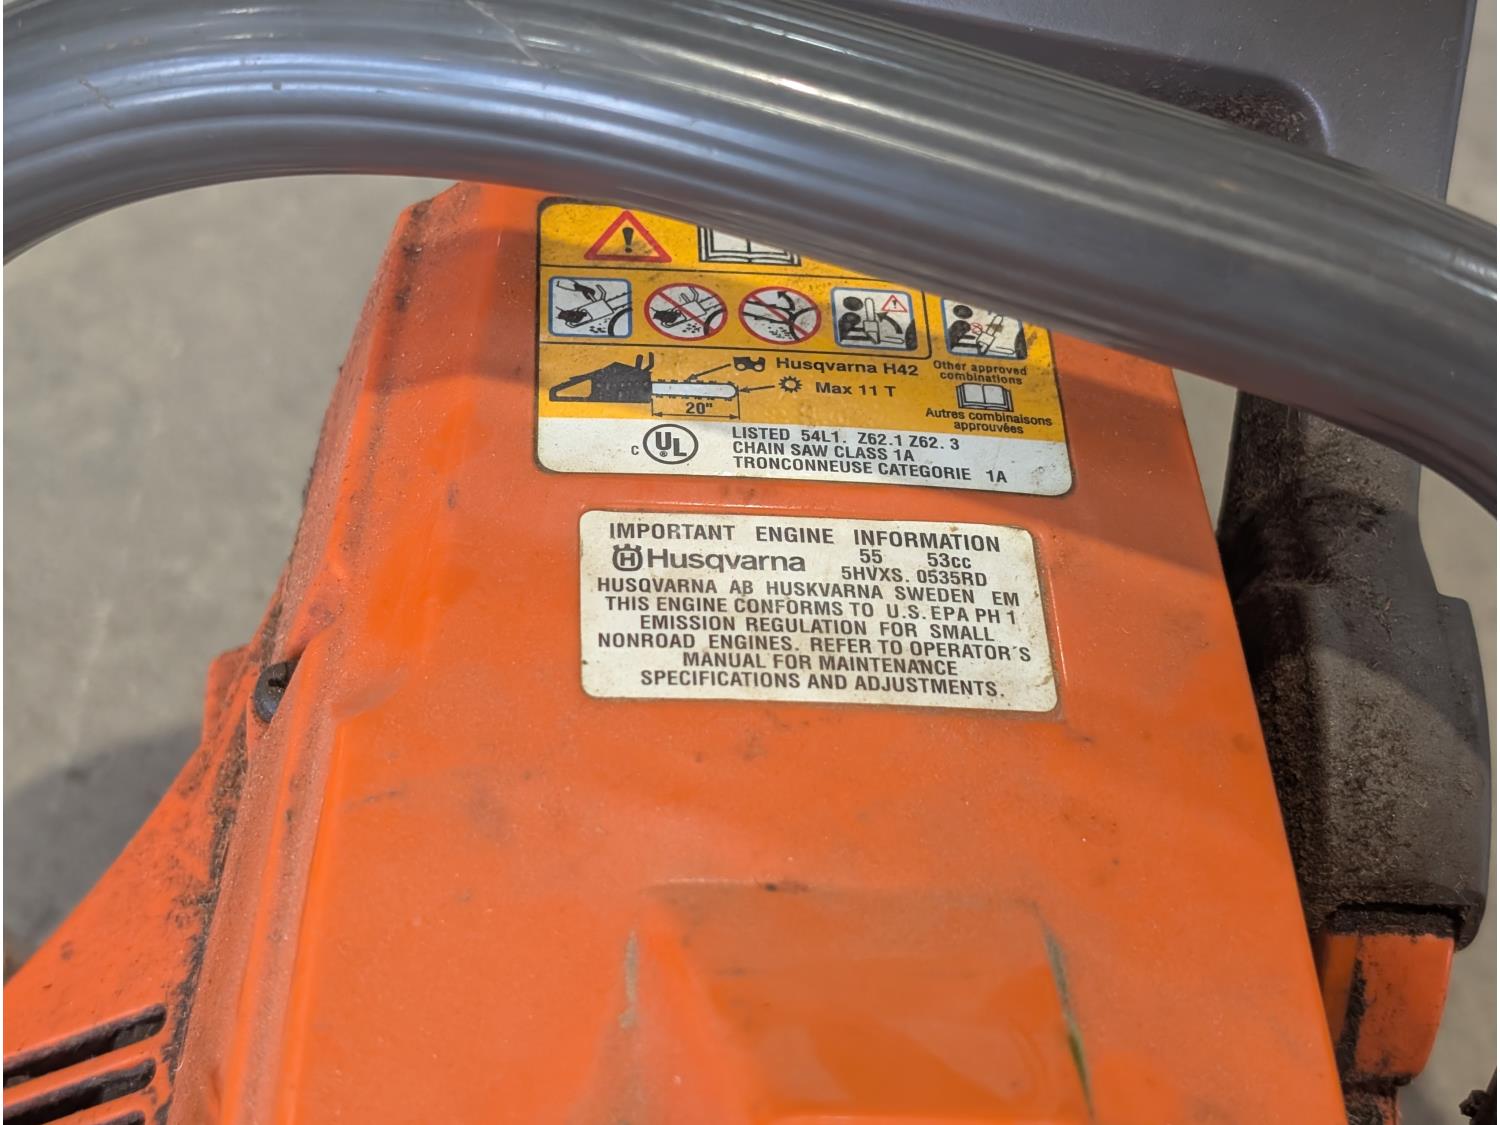 Husqvarna H42
Max 11 T
20"
Other approved
combinations
Autres combinaisons
approuvées
C UL ®
LISTED 54L1. Z62.1 Z62. 3
CHAIN SAW CLASS 1A
TRONCONNEUSE CATEGORIE 1A
IMPORTANT ENGINE INFORMATION
H Husqvarna 55 53cc
5HVXS. 0535RD
HUSQVARNA AB HUSKVARNA SWEDEN EM
THIS ENGINE CONFORMS TO U.S. EPA PH 1
EMISSION REGULATION FOR SMALL
NONROAD ENGINES. REFER TO OPERATOR'S
MANUAL FOR MAINTENANCE
SPECIFICATIONS AND ADJUSTMENTS.